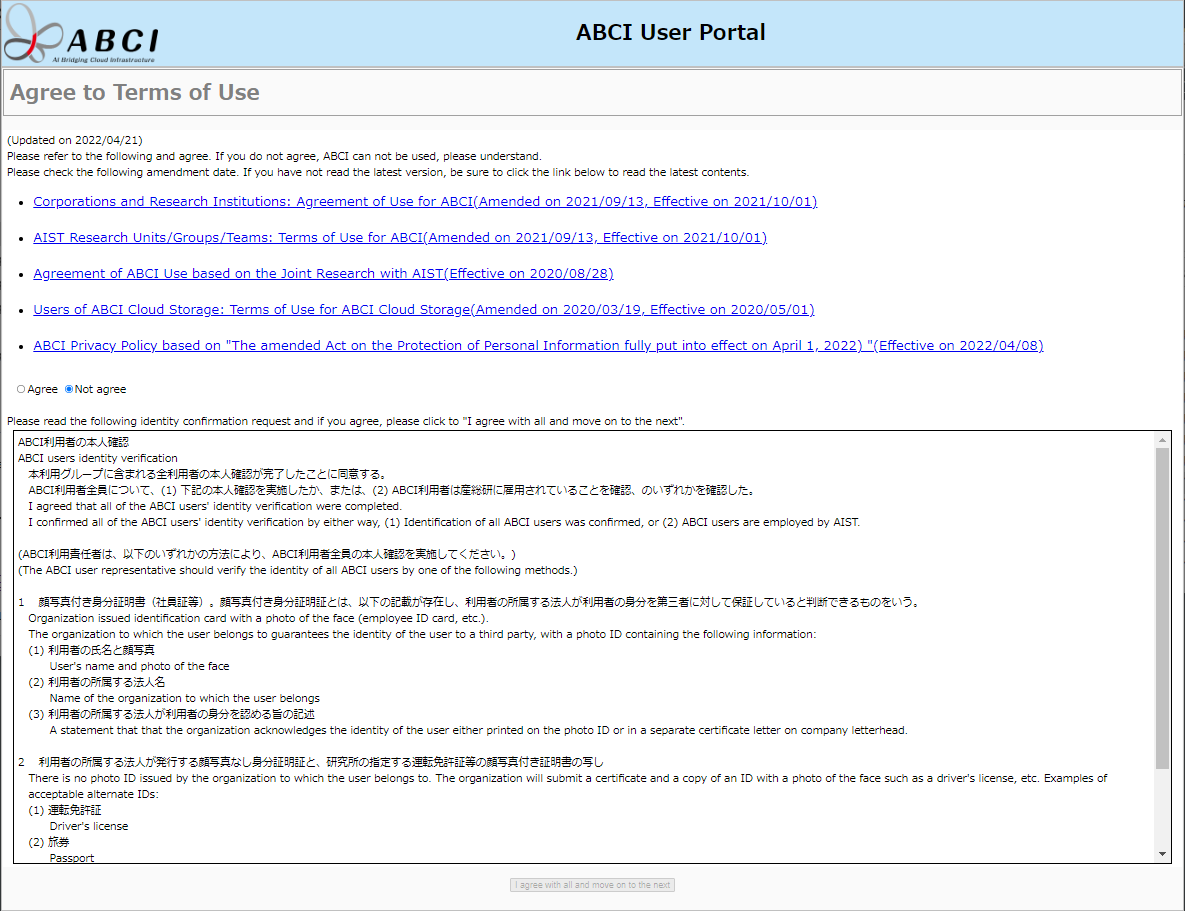 ABCI
AI Bridging Cloud Infrastructure
ABCI User Portal
Agree to Terms of Use
(Updated on 2022/04/21)
Please refer to the following and agree. If you do not agree, ABCI can not be used, please understand.
Please check the following amendment date. If you have not read the latest version, be sure to click the link below to read the latest contents.
• Corporations and Research Institutions: Agreement of Use for ABCI(Amended on 2021/09/13, Effective on 2021/10/01)
• AIST Research Units/Groups/Teams: Terms of Use for ABCI(Amended on 2021/09/13, Effective on 2021/10/01)
• Agreement of ABCI Use based on the Joint Research with AIST(Effective on 2020/08/28)
• Users of ABCI Cloud Storage: Terms of Use for ABCI Cloud Storage(Amended on 2020/03/19, Effective on 2020/05/01)
• ABCI Privacy Policy based on "The amended Act on the Protection of Personal Information fully put into effect on April 1, 2022) "(Effective on 2022/04/08)
Agree Not agree
Please read the following identity confirmation request and if you agree, please click to "I agree with all and move on to the next".
ABCI利用者の本人確認
ABCI users identity verification
本利用グループに含まれる全利用者の本人確認が完了したことに同意する。
ABCI利用者全員について、(1) 下記の本人確認を実施したか、または、(2) ABCI利用者は産総研に雇用されていることを確認、のいずれかを確認した。
I agreed that all of the ABCI users' identity verification were completed.
I confirmed all of the ABCI users' identity verification by either way, (1) Identification of all ABCI users was confirmed, or (2) ABCI users are employed by AIST.
(ABCI利用責任者は、以下のいずれかの方法により、ABCI利用者全員の本人確認を実施してください。)
(The ABCI user representative should verify the identity of all ABCI users by one of the following methods.)
1　顔写真付き身分証明書（社員証等）。顔写真付き身分証明証とは、以下の記載が存在し、利用者の所属する法人が利用者の身分を第三者に対して保証していると判断できるものをいう。
Organization issued identification card with a photo of the face (employee ID card, etc.).
The organization to which the user belongs to guarantees the identity of the user to a third party, with a photo ID containing the following information:
(1) 利用者の氏名と顔写真
User's name and photo of the face
(2) 利用者の所属する法人名
Name of the organization to which the user belongs
(3) 利用者の所属する法人が利用者の身分を認める旨の記述
A statement that that the organization acknowledges the identity of the user either printed on the photo ID or in a separate certificate letter on company letterhead.
2　利用者の所属する法人が発行する顔写真なし身分証明証と、研究所の指定する運転免許証等の顔写真付き証明書の写し
There is no photo ID issued by the organization to which the user belongs to. The organization will submit a certificate and a copy of an ID with a photo of the face such as a driver's license, etc. Examples of
acceptable alternate IDs:
(1) 運転免許証
Driver's license
(2) 旅券
Passport
I agree with all and move on to the next